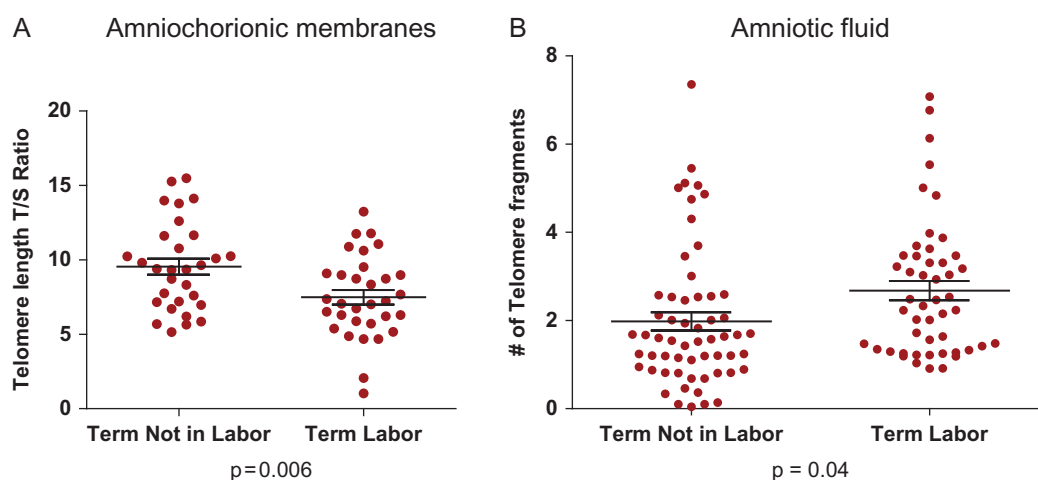 A Amniochorionic membranes
Telomere length T/S Ratio
20
15
10
5
0
Term Not in Labor Term Labor
p=0.006
B Amniotic fluid
# of Telomere fragments
8
6
4
2
0
Term Not in Labor Term Labor
p = 0.04